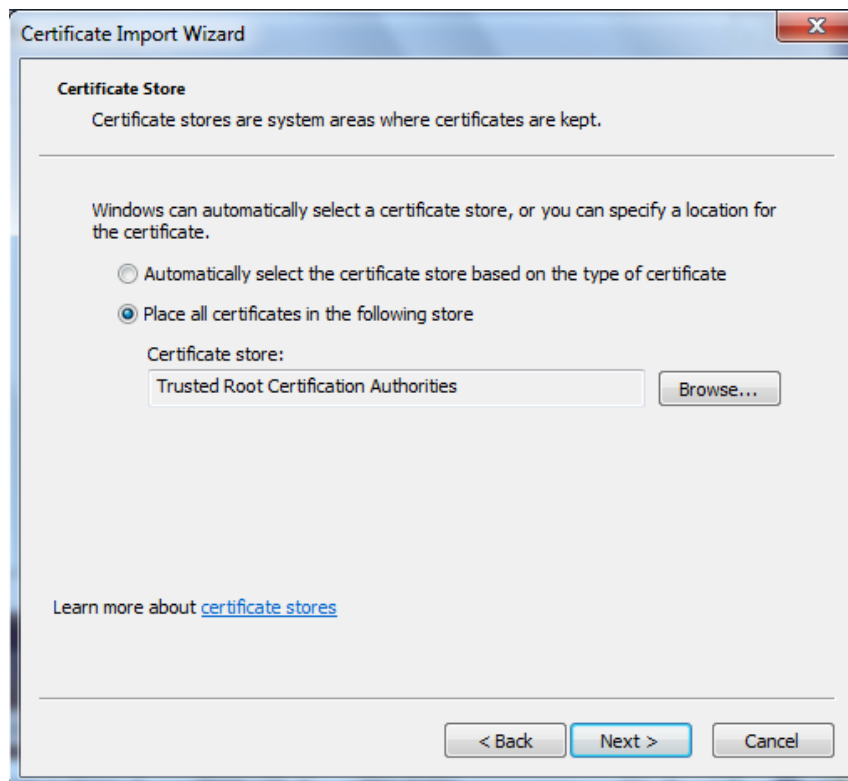 Certificate Import Wizard
X
Certificate Store
Certificate stores are system areas where certificates are kept.
Windows can automatically select a certificate store, or you can specify a location for
the certificate.
Automatically select the certificate store based on the type of certificate
Place all certificates in the following store
Certificate store:
Trusted Root Certification Authorities
Browse...
Learn more about certificate stores
< Back
Next >
Cancel